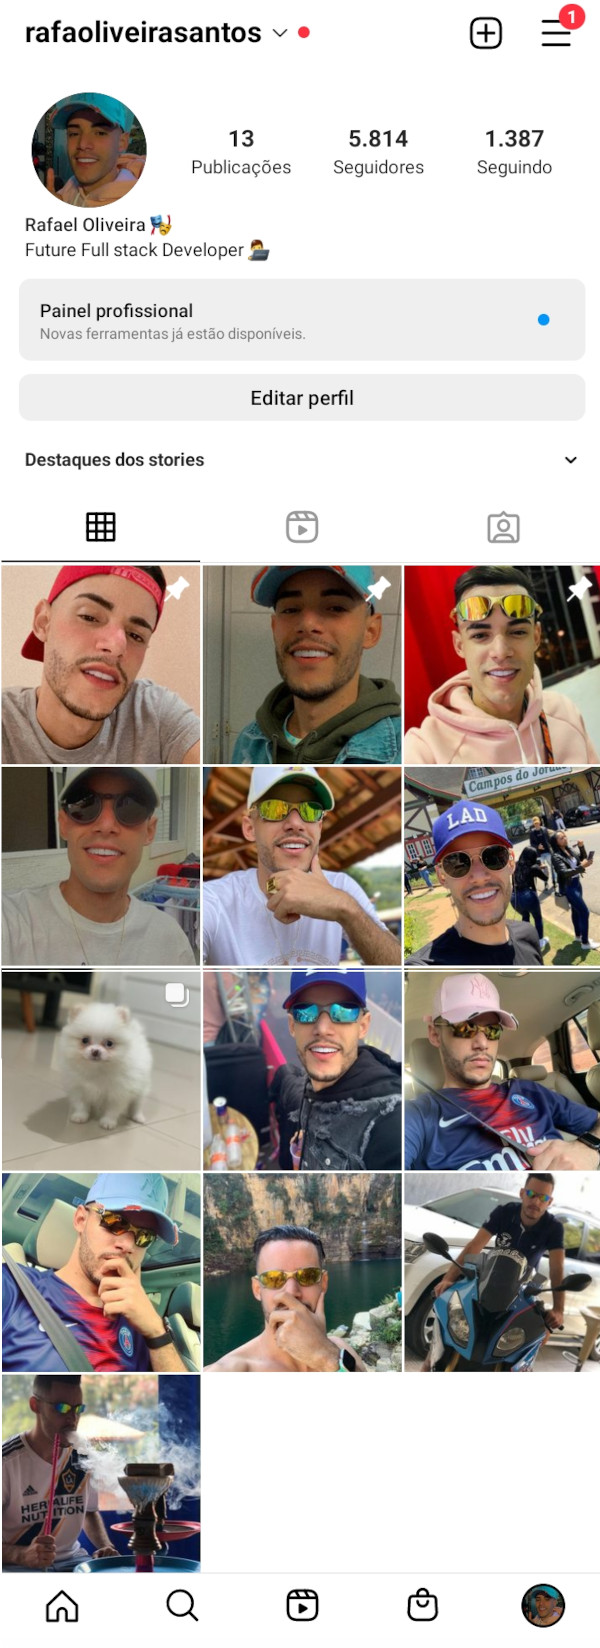 rafaoliveirasantos
1
13
5.814
1.387
Publicações
Seguidores
Seguindo
Rafael Oliveira
Future Full stack Developer
Painel profissional
Novas ferramentas já estão disponíveis.
Editar perfil
Destaques dos stories
Campos do Jordão
LAD
HERBALIFE
NUTRITION